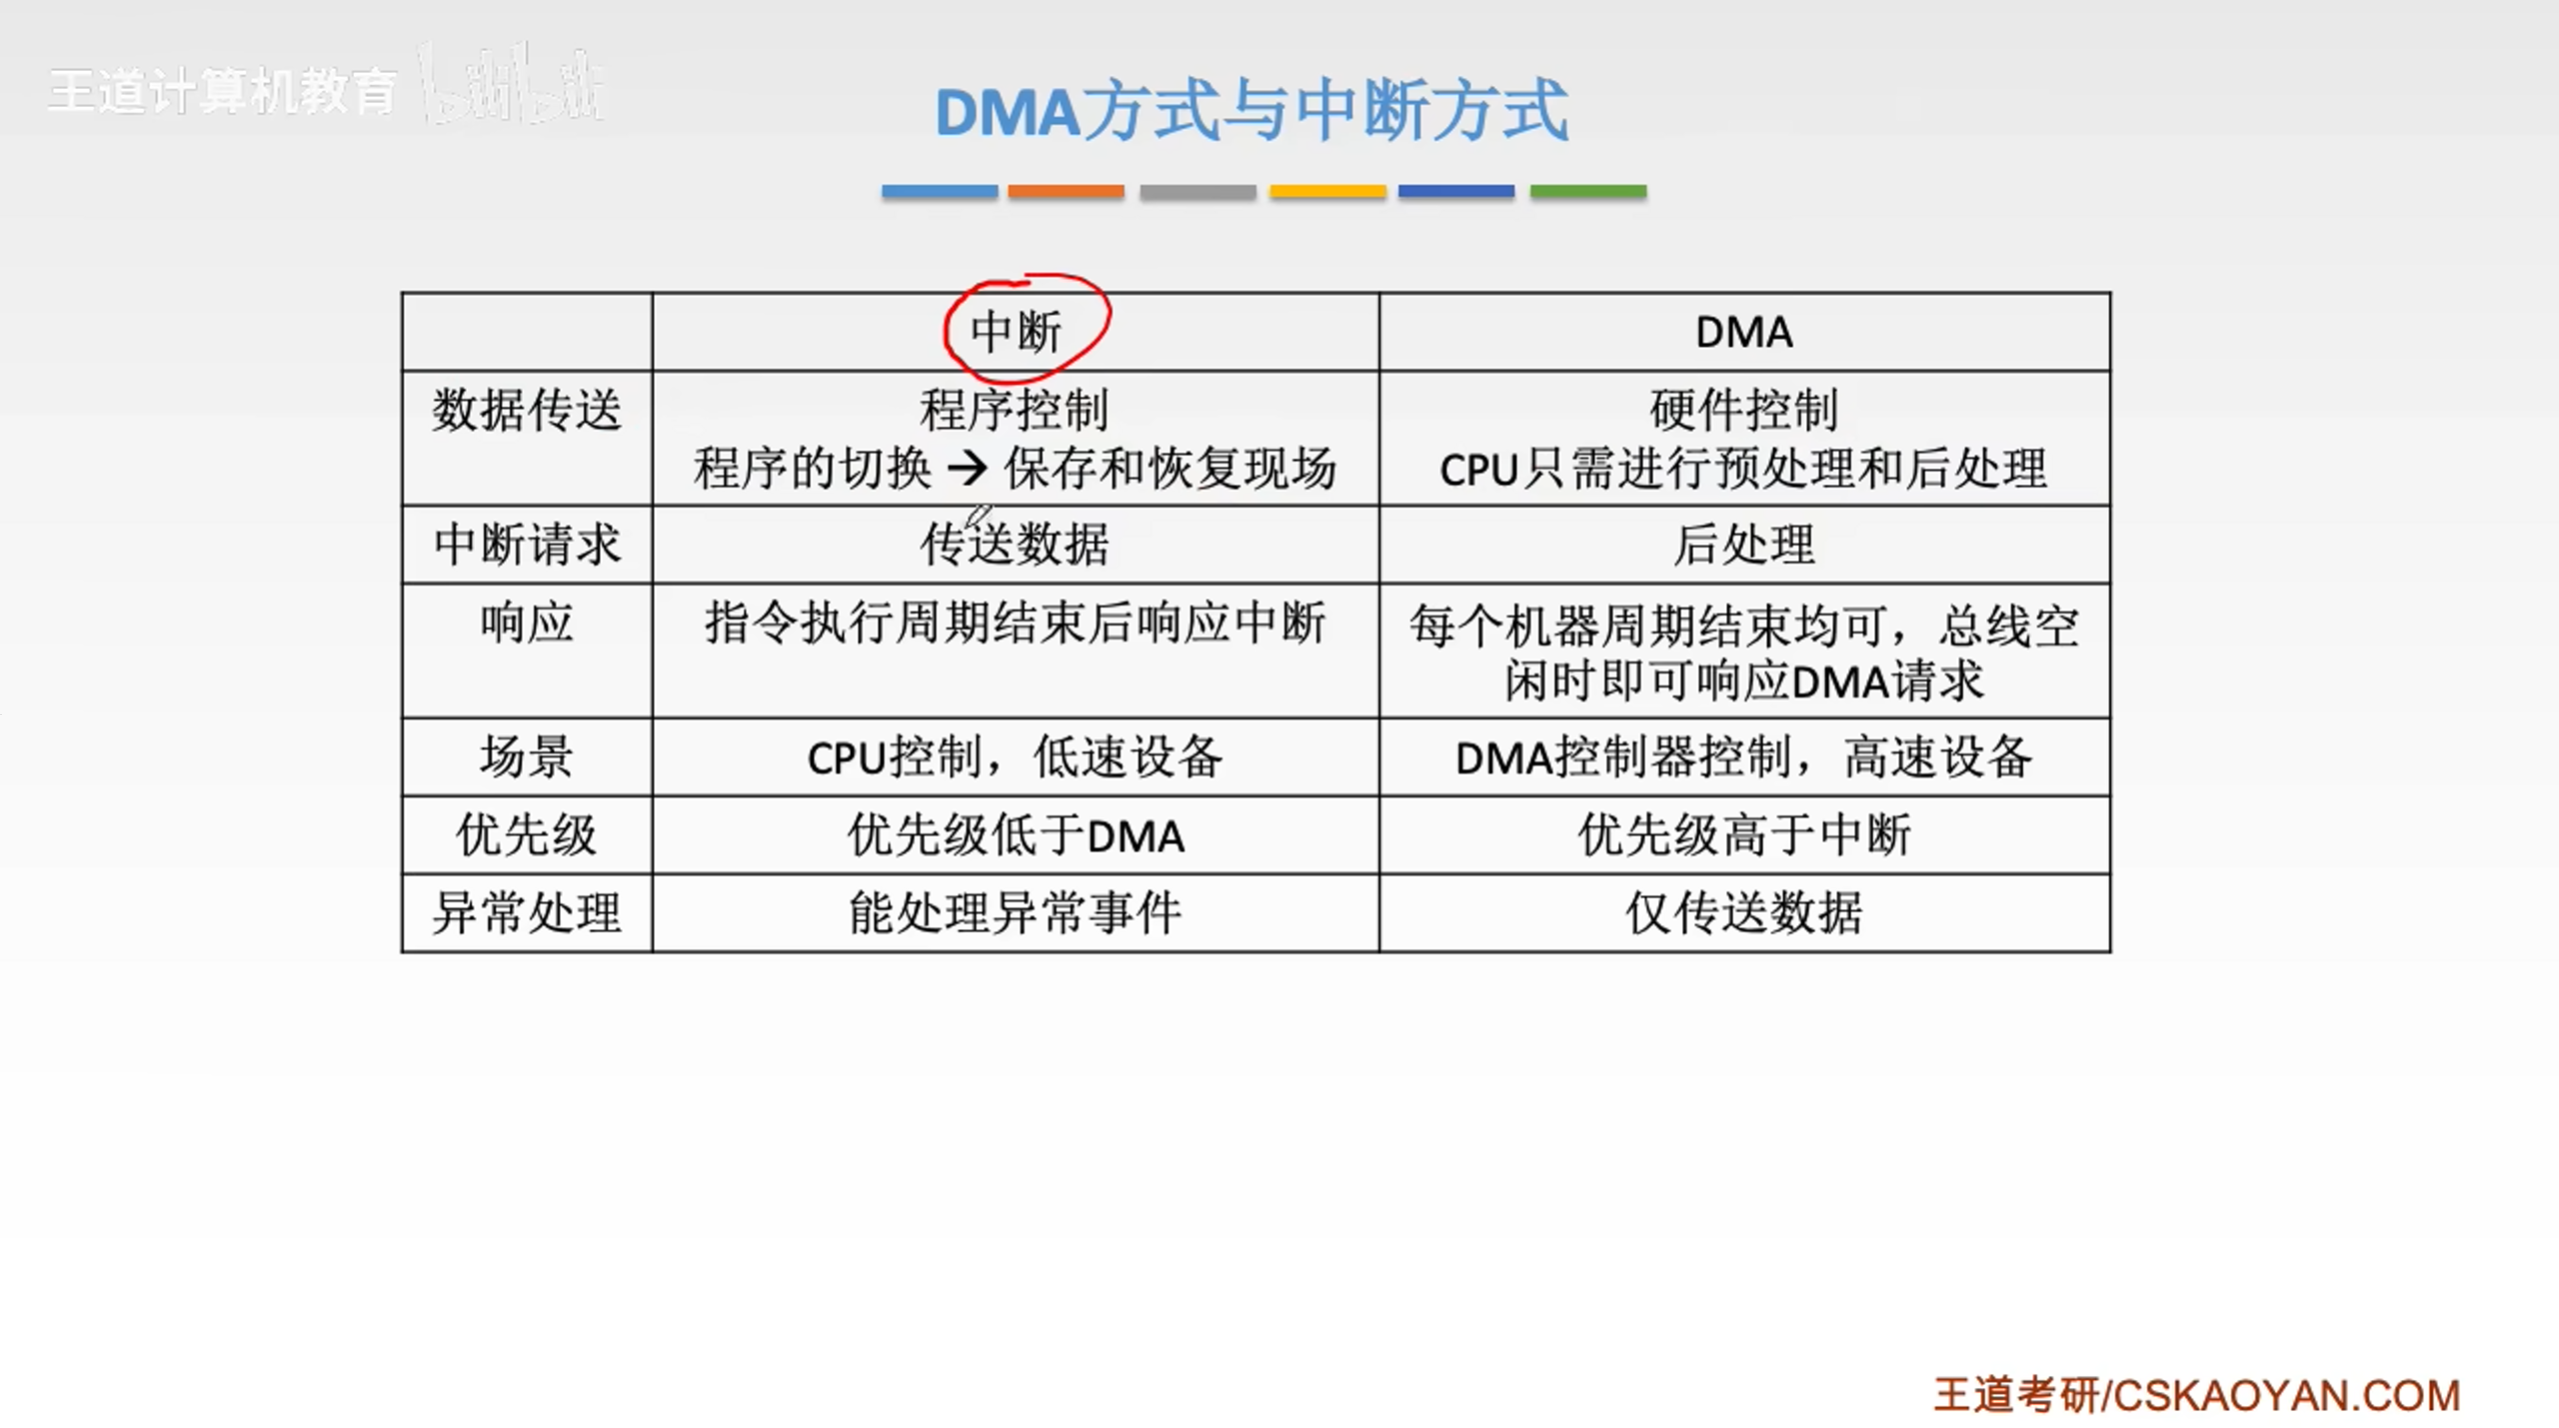 王道计算机教育 bilibili
DMA方式与中断方式
中断 DMA
数据传送 程序控制 硬件控制
程序的切换 → 保存和恢复现场 CPU只需进行预处理和后处理
中断请求 传送数据 后处理
响应 指令执行周期结束后响应中断 每个机器周期结束均可，总线空
闲时即可响应DMA请求
场景 CPU控制，低速设备 DMA控制器控制，高速设备
优先级 优先级低于DMA 优先级高于中断
异常处理 能处理异常事件 仅传送数据
王道考研/CSKAOYAN.COM